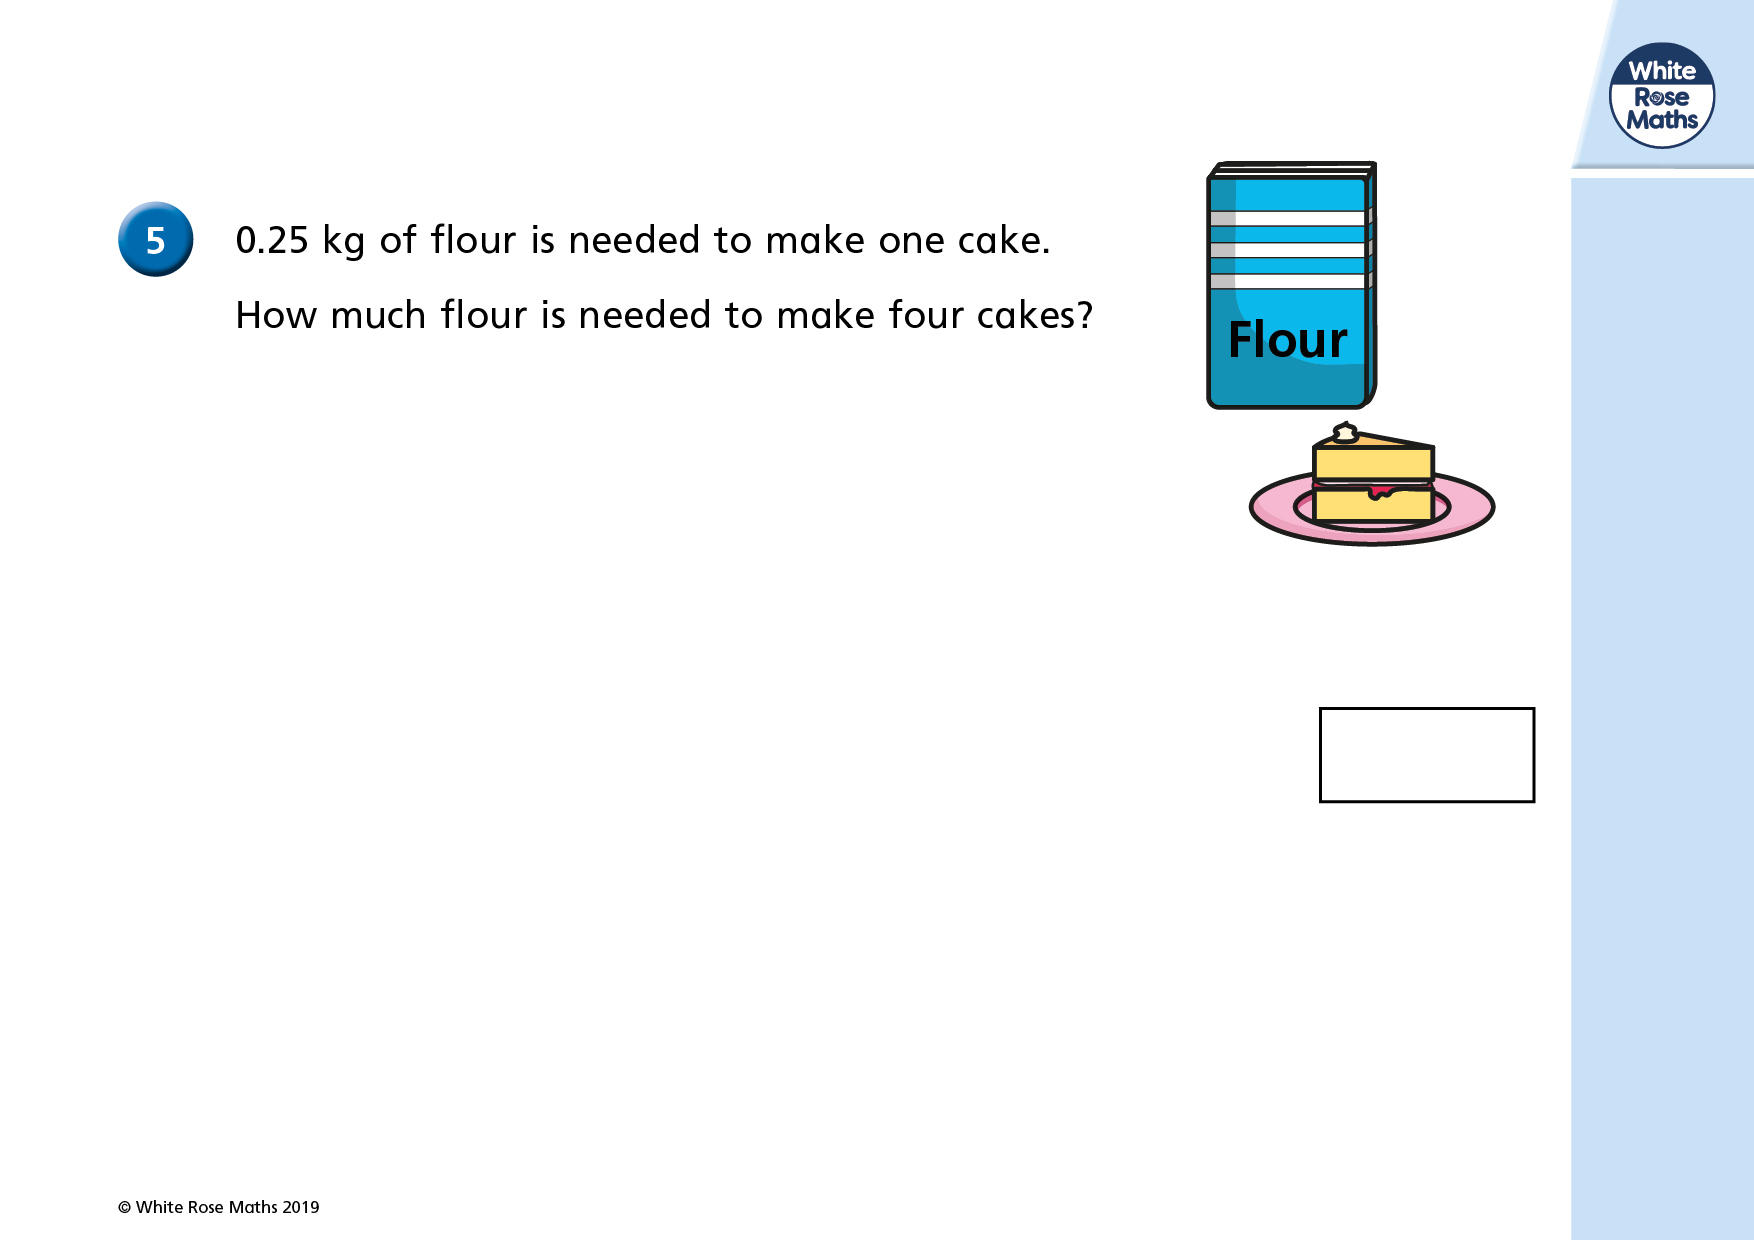 White
Rose
Maths
5
0.25 kg of flour is needed to make one cake.
How much flour is needed to make four cakes?
Flour
© White Rose Maths 2019